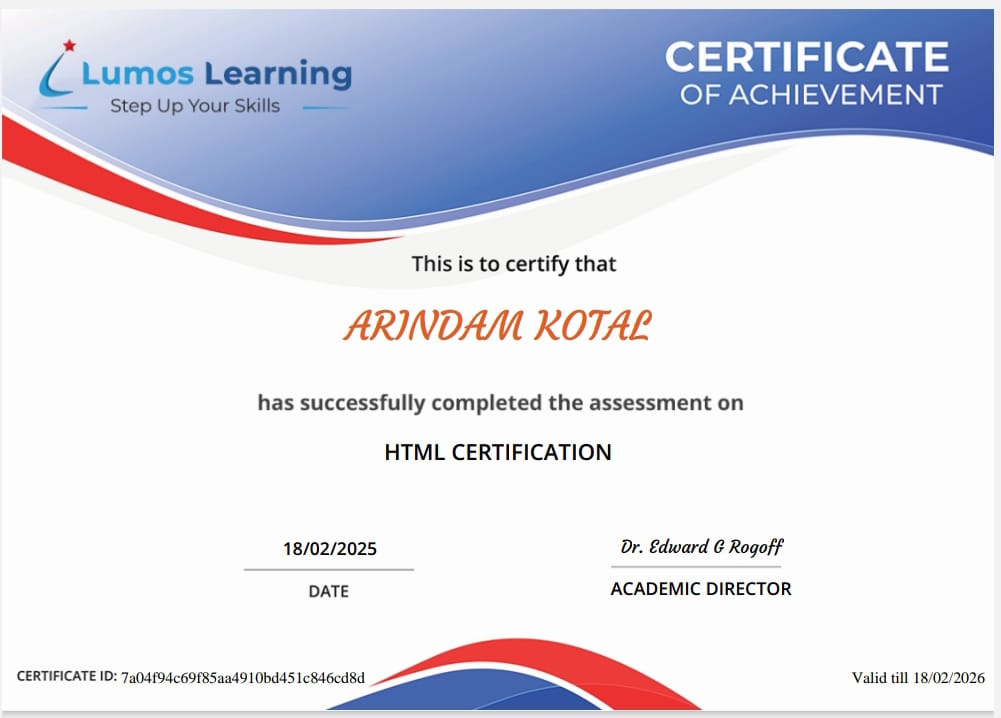 Lumos Learning
Step Up Your Skills
CERTIFICATE
OF ACHIEVEMENT
This is to certify that
ARINDAM KOTAL
has successfully completed the assessment on
HTML CERTIFICATION
18/02/2025
DATE
Dr. Edward G Rogoff
ACADEMIC DIRECTOR
CERTIFICATE ID: 7a04f94c69f85aa4910bd451c846cd8d
Valid till 18/02/2026